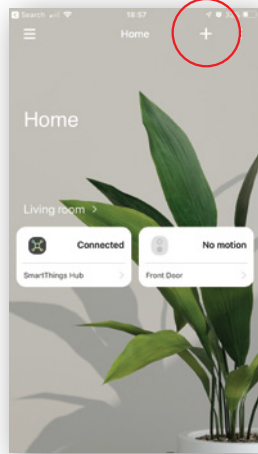 Search
18:57
Home
Home
Living room >
Connected
No motion
SmartThings Hub
Front Door